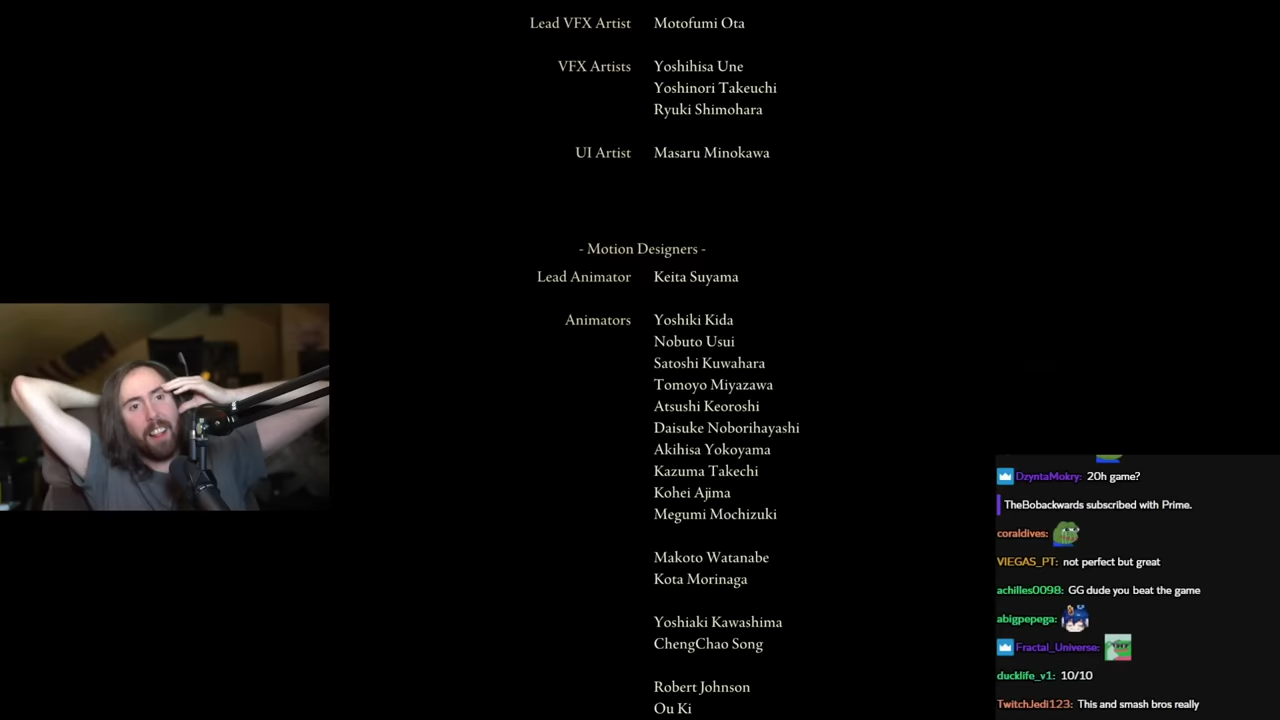 Lead VFX Artist Motofumi Ota
VFX Artists Yoshihisa Une
Yoshinori Takeuchi
Ryuki Shimohara
UI Artist Masaru Minokawa
- Motion Designers -
Lead Animator Keita Suyama
Animators Yoshiki Kida
Nobuto Usui
Satoshi Kuwahara
Tomoyo Miyazawa
Atsushi Keoroshi
Daisuke Noborihayashi
Akihisa Yokoyama
Kazuma Takechi
Kohei Ajima
Megumi Mochizuki
Makoto Watanabe
Kota Morinaga
Yoshiaki Kawashima
ChengChao Song
Robert Johnson
Ou Ki
DzyntaMokry: 20h game?
TheBobackwards subscribed with Prime.
coraldives:
VIEGAS_PT: not perfect but great
achilles0098: GG dude you beat the game
abigpepega:
Fractal_Universe:
ducklife_v1: 10/10
TwitchJedi123: This and smash bros really